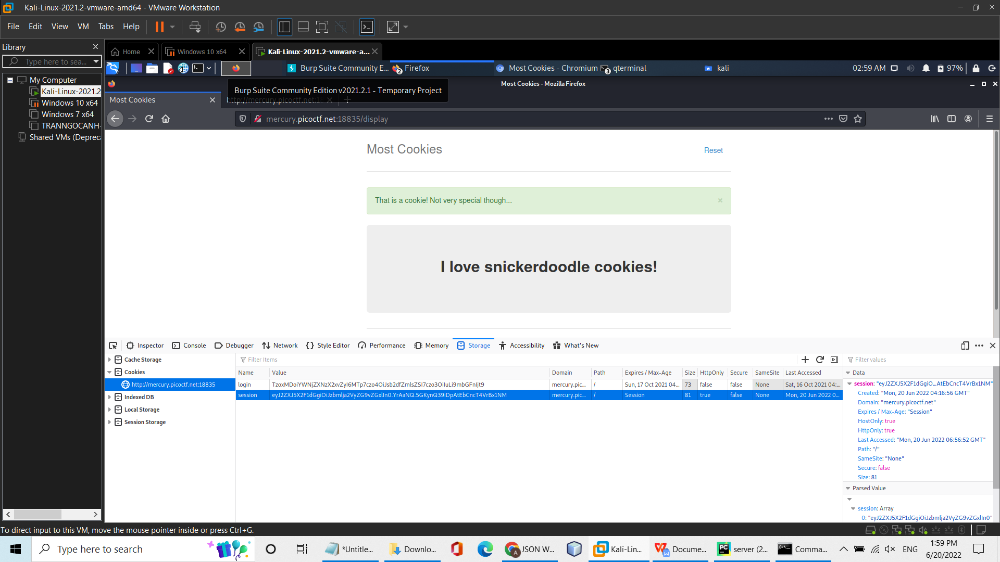 Kali-Linux-2021.2-vmware-amd64 - VMware Workstation
File Edit View VM Tabs Help
Library
Type here to sea...
My Computer
Kali-Linux-2021.2
Windows 10 x64
Windows 7 x64
TRANNGOCANH-
Shared VMs (Depreca
Home
Windows 10 x64
Kali-Linux-2021.2-vmware-a...
Burp Suite Community E...
2
Firefox
Most Cookies - Chromium
3
qterminal
kali
02:59 AM
97%
Most Cookies - Mozilla Firefox
Burp Suite Community Edition v2021.2.1 - Temporary Project
Most Cookies
http://mercury.picoctf.net:18
mercury.picoctf.net:18835/display
Most Cookies
Reset
That is a cookie! Not very special though...
×
I love snickerdoodle cookies!
Inspector Console Debugger Network Style Editor Performance Memory Storage Accessibility What's New
Cache Storage
Cookies
http://mercury.picoctf.net:18835
Indexed DB
Local Storage
Session Storage
Filter Items
Name Value Domain Path Expires / Max-Age Size HttpOnly Secure SameSite Last Accessed
login TzoxMDoiYWNjZXNzX2xvZyI6MTp7czo4OiJsb2dfZmlsZSI7czo3OiIuLi9mbGFnIjt9 mercury.pic... / Sun, 17 Oct 2021 04:... 73 false false None Sat, 16 Oct 2021 04:...
session eyJ2ZXJ5X2F1dGgiOiJzbmlja2VyZG9vZGxlIn0.YrAaNQ.5GKynQ39iDpAtEbCncT4VrBx1NM mercury.pic... / Session 81 true false None Mon, 20 Jun 2022 0...
Filter values
Data
session: "eyJ2ZXJ5X2F1dGgiO...AtEbCncT4VrBx1NM"
Created: "Mon, 20 Jun 2022 04:16:56 GMT"
Domain: "mercury.picoctf.net"
Expires / Max-Age: "Session"
HostOnly: true
HttpOnly: true
Last Accessed: "Mon, 20 Jun 2022 06:56:52 GMT"
Path: "/"
SameSite: "None"
Secure: false
Size: 81
Parsed Value
session: Array
0: "eyJ2ZXJ5X2F1dGgiOiJzbmlja2VyZG9vZGxlIn0"
To direct input to this VM, move the mouse pointer inside or press Ctrl+G.
Type here to search
*Untitle...
Downlo...
JSON W...
Kali-Lin...
Docume...
server (2...
Comma...
ENG
1:59 PM
6/20/2022